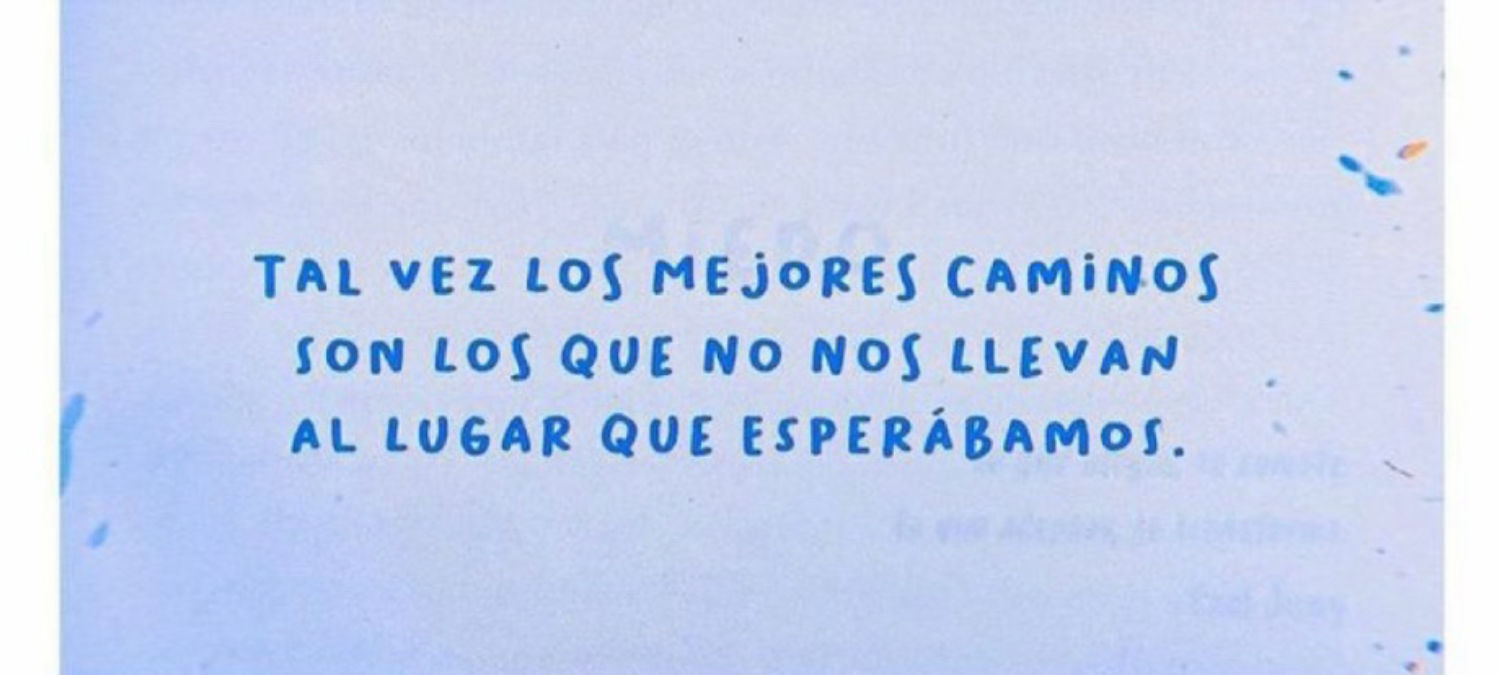 TAL VEZ LOS MEJORES CAMINOS
SON LOS QUE NO NOS LLEVAN
AL LUGAR QUE ESPERÁBAMOS.